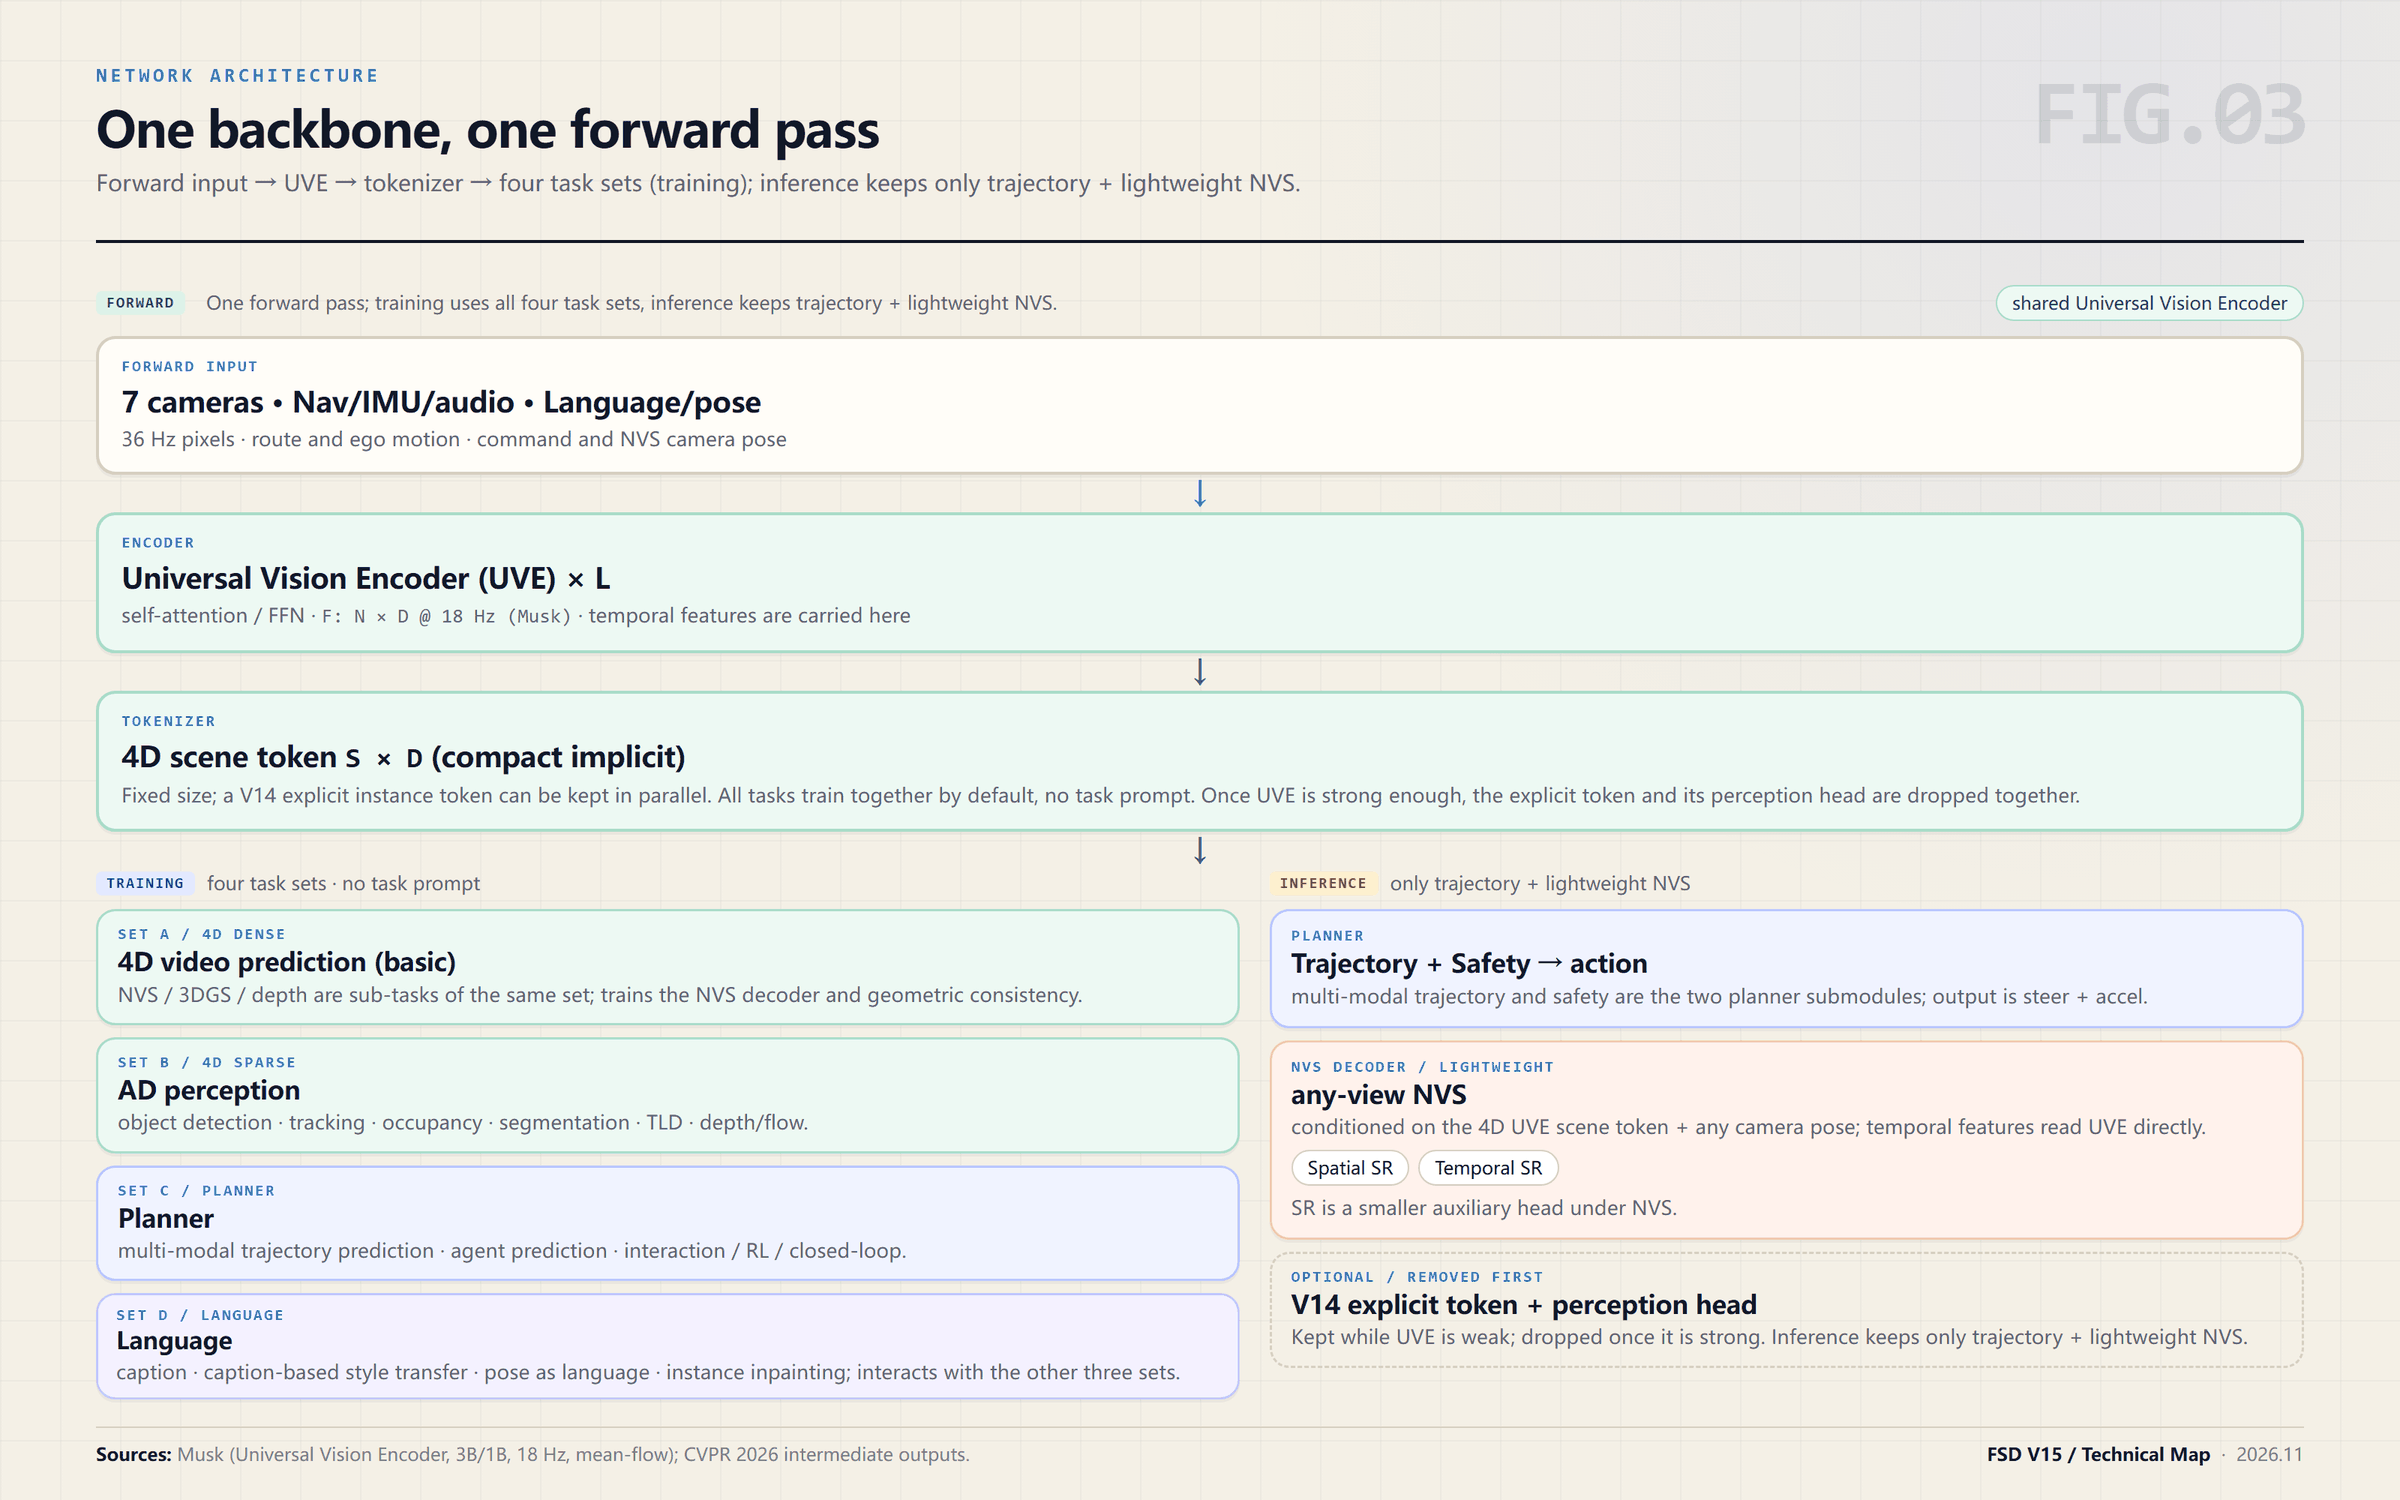 NETWORK ARCHITECTURE
One backbone, one forward pass
Forward input → UVE → tokenizer → four task sets (training); inference keeps only trajectory + lightweight NVS.
FIG.03
FORWARD One forward pass; training uses all four task sets, inference keeps trajectory + lightweight NVS.
shared Universal Vision Encoder
FORWARD INPUT
7 cameras • Nav/IMU/audio • Language/pose
36 Hz pixels · route and ego motion · command and NVS camera pose
↓
ENCODER
Universal Vision Encoder (UVE) × L
self-attention / FFN · F: N × D @ 18 Hz (Musk) · temporal features are carried here
↓
TOKENIZER
4D scene token S × D (compact implicit)
Fixed size; a V14 explicit instance token can be kept in parallel. All tasks train together by default, no task prompt. Once UVE is strong enough, the explicit token and its perception head are dropped together.
↓
TRAINING four task sets · no task prompt
SET A / 4D DENSE
4D video prediction (basic)
NVS / 3DGS / depth are sub-tasks of the same set; trains the NVS decoder and geometric consistency.
SET B / 4D SPARSE
AD perception
object detection · tracking · occupancy · segmentation · TLD · depth/flow.
SET C / PLANNER
Planner
multi-modal trajectory prediction · agent prediction · interaction / RL / closed-loop.
SET D / LANGUAGE
Language
caption · caption-based style transfer · pose as language · instance inpainting; interacts with the other three sets.
INFERENCE only trajectory + lightweight NVS
PLANNER
Trajectory + Safety → action
multi-modal trajectory and safety are the two planner submodules; output is steer + accel.
NVS DECODER / LIGHTWEIGHT
any-view NVS
conditioned on the 4D UVE scene token + any camera pose; temporal features read UVE directly.
Spatial SR Temporal SR
SR is a smaller auxiliary head under NVS.
OPTIONAL / REMOVED FIRST
V14 explicit token + perception head
Kept while UVE is weak; dropped once it is strong. Inference keeps only trajectory + lightweight NVS.
Sources: Musk (Universal Vision Encoder, 3B/1B, 18 Hz, mean-flow); CVPR 2026 intermediate outputs.
FSD V15 / Technical Map · 2026.11